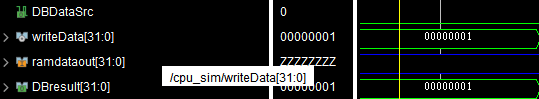 DBDataSrc 0
writeData[31:0] 00000001 00000001
ramdataout[31:0] ZZZZZZZZ
/cpu_sim/writeData[31:0]
DBresult[31:0] 00000001 00000001